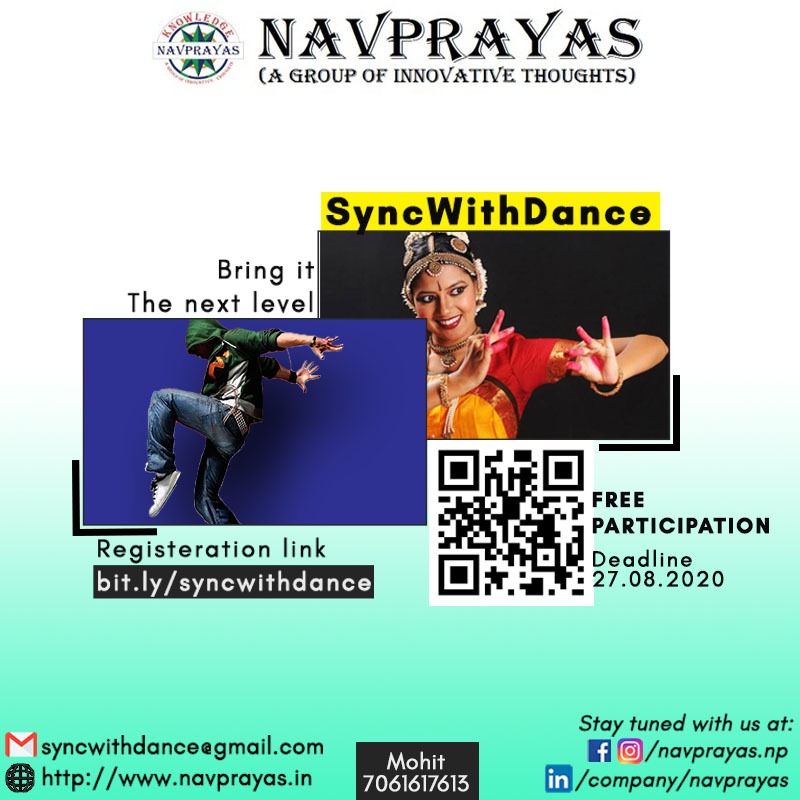 KNOWLEDGE
NAVPRAYAS
NAVPRAYAS
(A GROUP OF INNOVATIVE THOUGHTS)
SyncWithDance
Bring it
The next level
FREE
PARTICIPATION
Deadline
27.08.2020
Registeration link
bit.ly/syncwithdance
Stay tuned with us at:
syncwithdance@gmail.com
/navprayas.np
http://www.navprayas.in
Mohit
7061617613
/company/navprayas